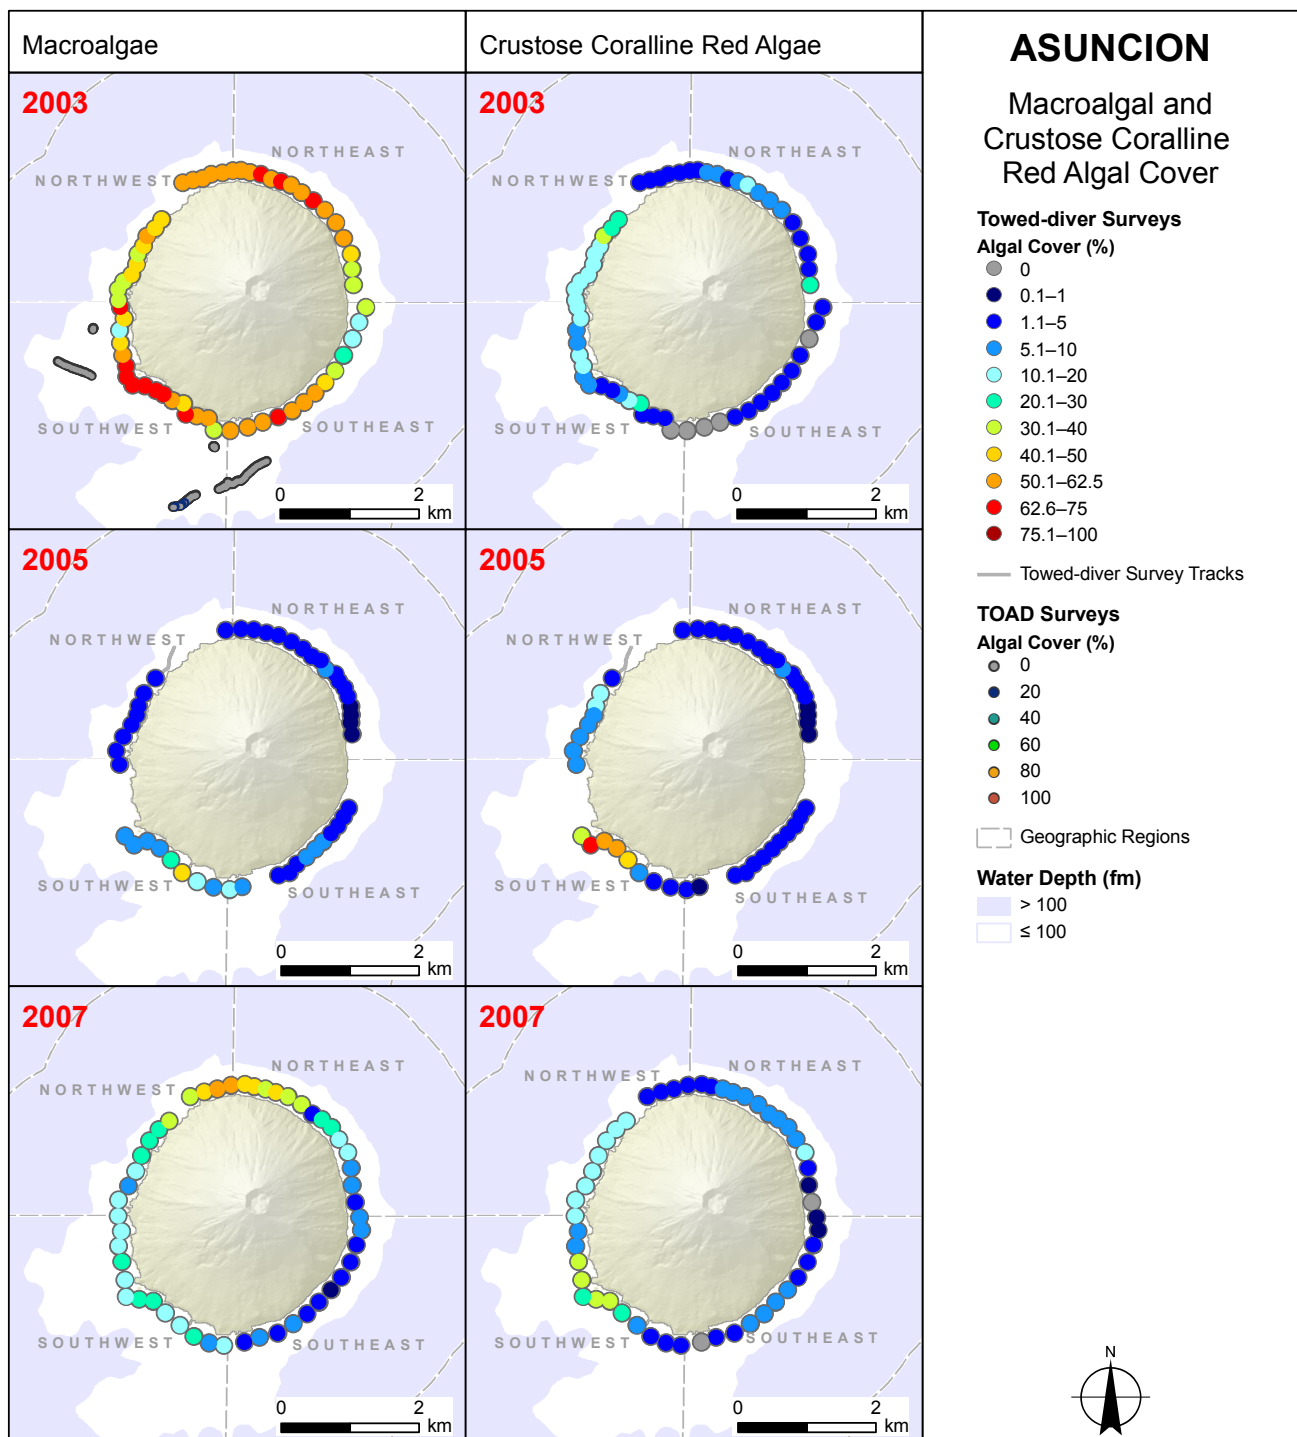 Macroalgae
Crustose Coralline Red Algae
2003
NORTHEAST
NORTHWEST
SOUTHWEST
SOUTHEAST
0 2
km
2003
NORTHEAST
NORTHWEST
SOUTHWEST
SOUTHEAST
0 2
km
2005
NORTHEAST
NORTHWEST
SOUTHWEST
SOUTHEAST
0 2
km
2005
NORTHEAST
NORTHWEST
SOUTHWEST
SOUTHEAST
0 2
km
2007
NORTHEAST
NORTHWEST
SOUTHWEST
SOUTHEAST
0 2
km
2007
NORTHEAST
NORTHWEST
SOUTHWEST
SOUTHEAST
0 2
km
ASUNCION
Macroalgal and
Crustose Coralline
Red Algal Cover
Towed-diver Surveys
Algal Cover (%)
0
0.1–1
1.1–5
5.1–10
10.1–20
20.1–30
30.1–40
40.1–50
50.1–62.5
62.6–75
75.1–100
Towed-diver Survey Tracks
TOAD Surveys
Algal Cover (%)
0
20
40
60
80
100
Geographic Regions
Water Depth (fm)
> 100
≤ 100
N